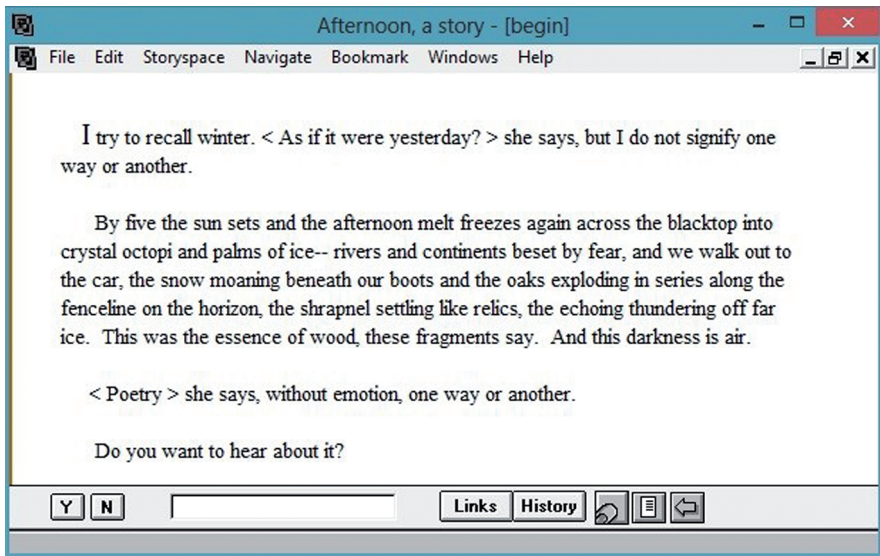 Afternoon, a story - [begin]
File Edit Storyspace Navigate Bookmark Windows Help
I try to recall winter. < As if it were yesterday? > she says, but I do not signify one
way or another.
By five the sun sets and the afternoon melt freezes again across the blacktop into
crystal octopi and palms of ice-- rivers and continents beset by fear, and we walk out to
the car, the snow moaning beneath our boots and the oaks exploding in series along the
fenceline on the horizon, the shrapnel settling like relics, the echoing thundering off far
ice. This was the essence of wood, these fragments say. And this darkness is air.
< Poetry > she says, without emotion, one way or another.
Do you want to hear about it?
Y N Links History